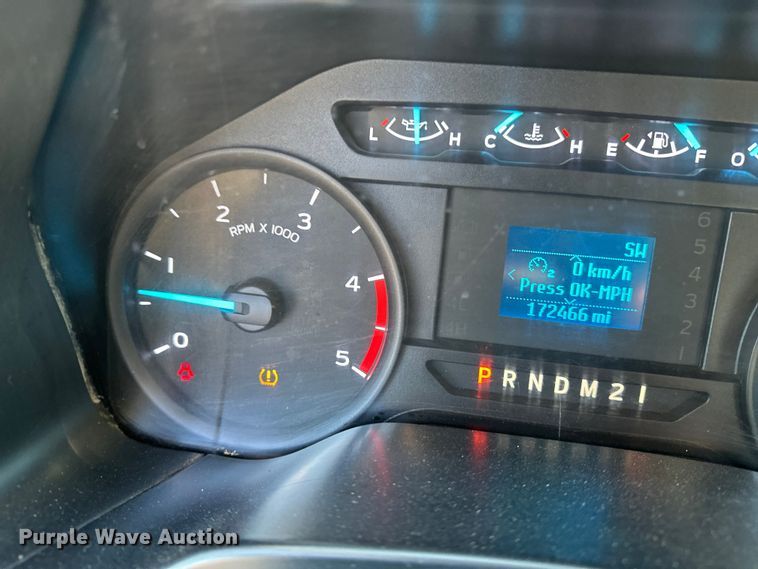 L H C H E F O
2 3
RPM X 1000
1 4
0 5
6
5
4
3
2
1
SW
2 0 km/h
Press OK-MPH
172466 mi
P R N D M 2 1
Purple Wave Auction